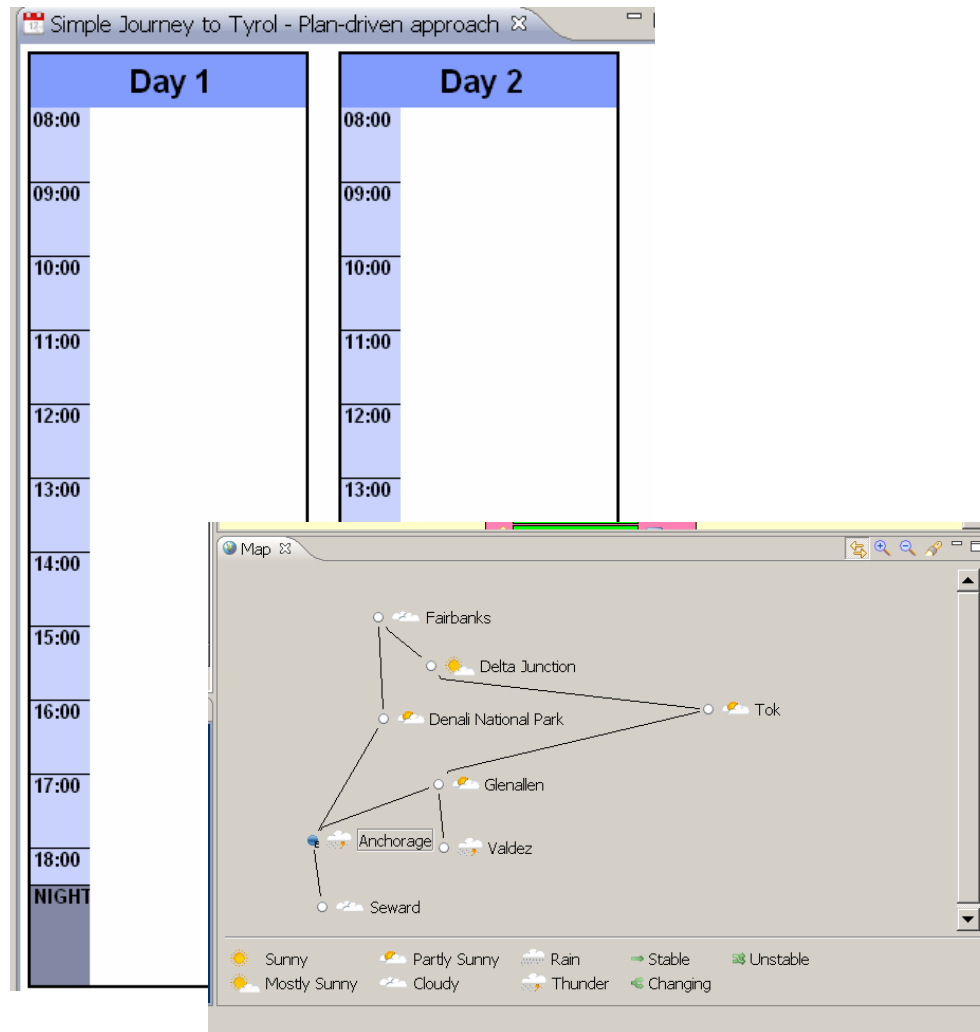 Simple Journey to Tyrol - Plan-driven approach
Day 1
08:00
09:00
10:00
11:00
12:00
13:00
14:00
15:00
16:00
17:00
18:00
NIGHT
Day 2
08:00
09:00
10:00
11:00
12:00
13:00
Map
Fairbanks
Delta Junction
Tok
Denali National Park
Glenallen
Anchorage
Valdez
Seward
Sunny Partly Sunny Rain Stable Unstable
Mostly Sunny Cloudy Thunder Changing